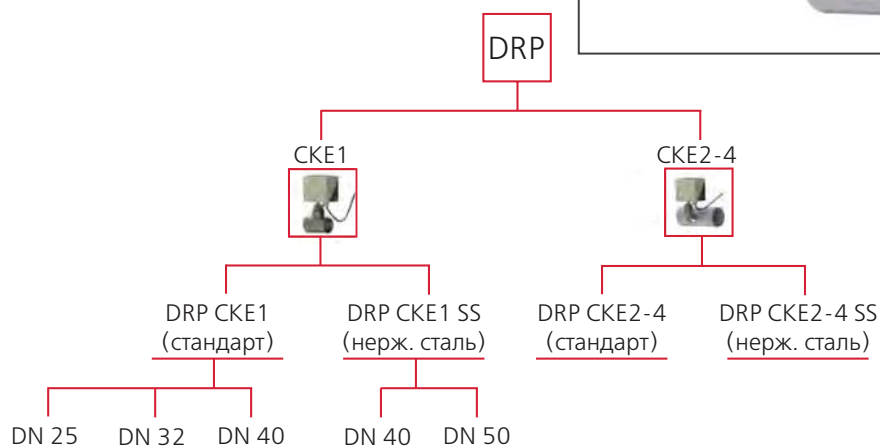 DRP
CKE1
CKE2-4
DRP CKE1
(стандарт)
DRP CKE1 SS
(нерж. сталь)
DRP CKE2-4
(стандарт)
DRP CKE2-4 SS
(нерж. сталь)
DN 25
DN 32
DN 40
DN 40
DN 50